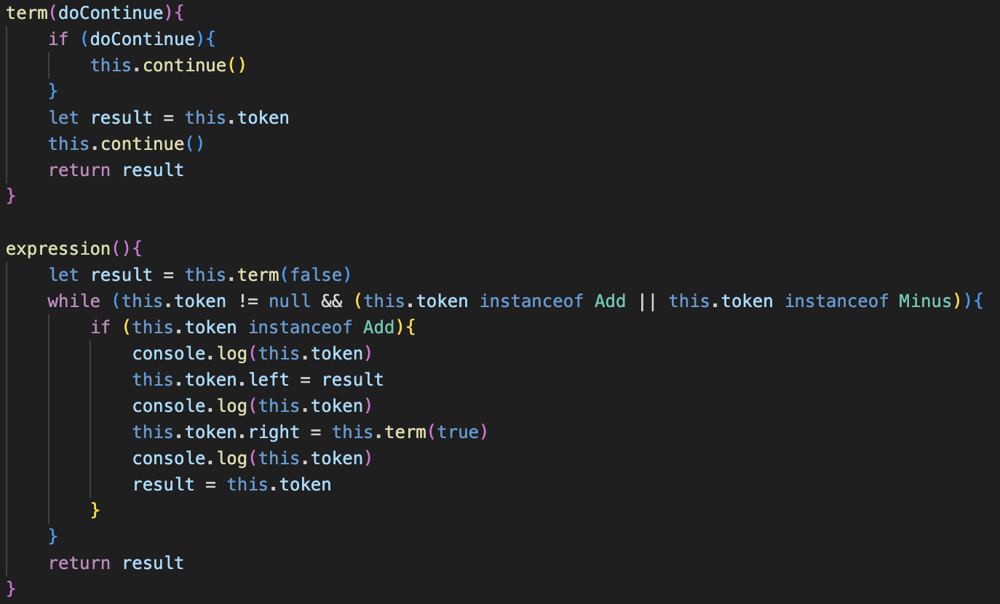 term(doContinue){
    if (doContinue){
        this.continue()
    }
    let result = this.token
    this.continue()
    return result
}

expression(){
    let result = this.term(false)
    while (this.token != null && (this.token instanceof Add || this.token instanceof Minus)){
        if (this.token instanceof Add){
            console.log(this.token)
            this.token.left = result
            console.log(this.token)
            this.token.right = this.term(true)
            console.log(this.token)
            result = this.token
        }
    }
    return result
}